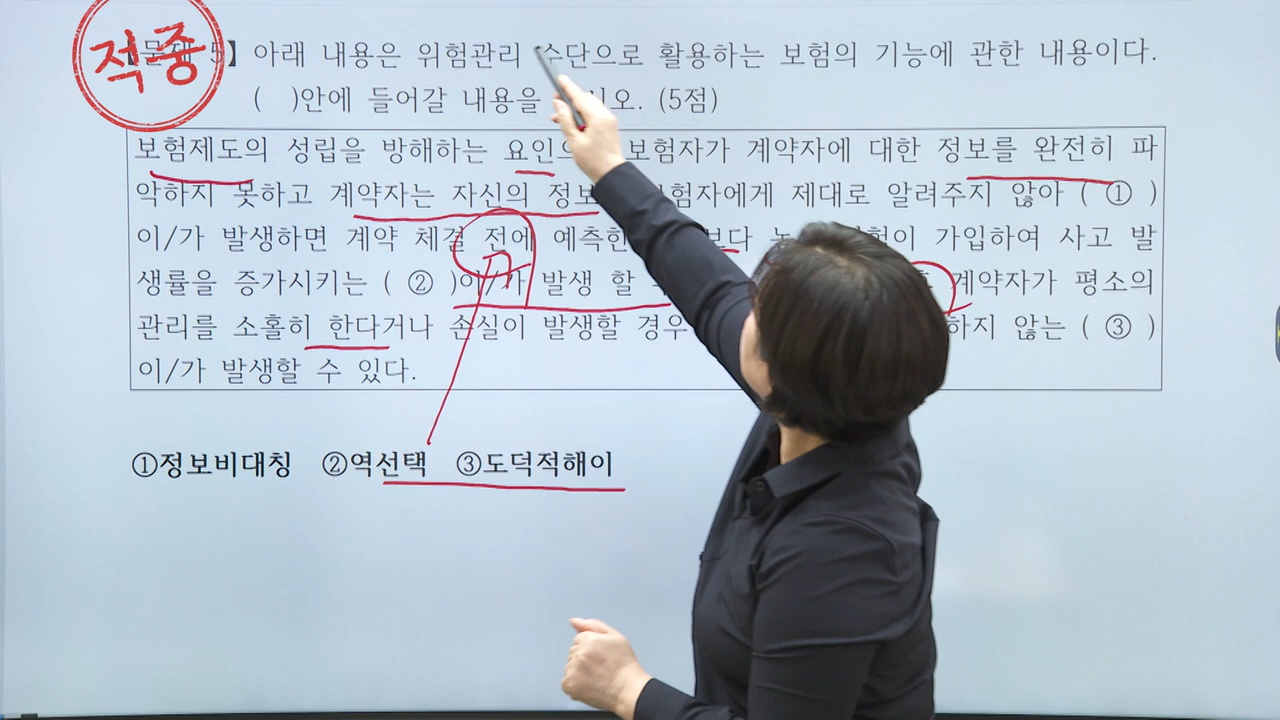 적중
5】 아래 내용은 위험관리 수단으로 활용하는 보험의 기능에 관한 내용이다.
( )안에 들어갈 내용을 시오. (5점)
보험제도의 성립을 방해하는 요인 보험자가 계약자에 대한 정보를 완전히 파
악하지 못하고 계약자는 자신의 정보 험자에게 제대로 알려주지 않아 ( ① )
이/가 발생하면 계약 체결 전에 예측한 보다 이 가입하여 사고 발
생률을 증가시키는 ( ② )이/가 발생 할 계약자가 평소의
관리를 소홀히 한다거나 손실이 발생할 경우 하지 않는 ( ③ )
이/가 발생할 수 있다.
①정보비대칭 ②역선택 ③도덕적해이